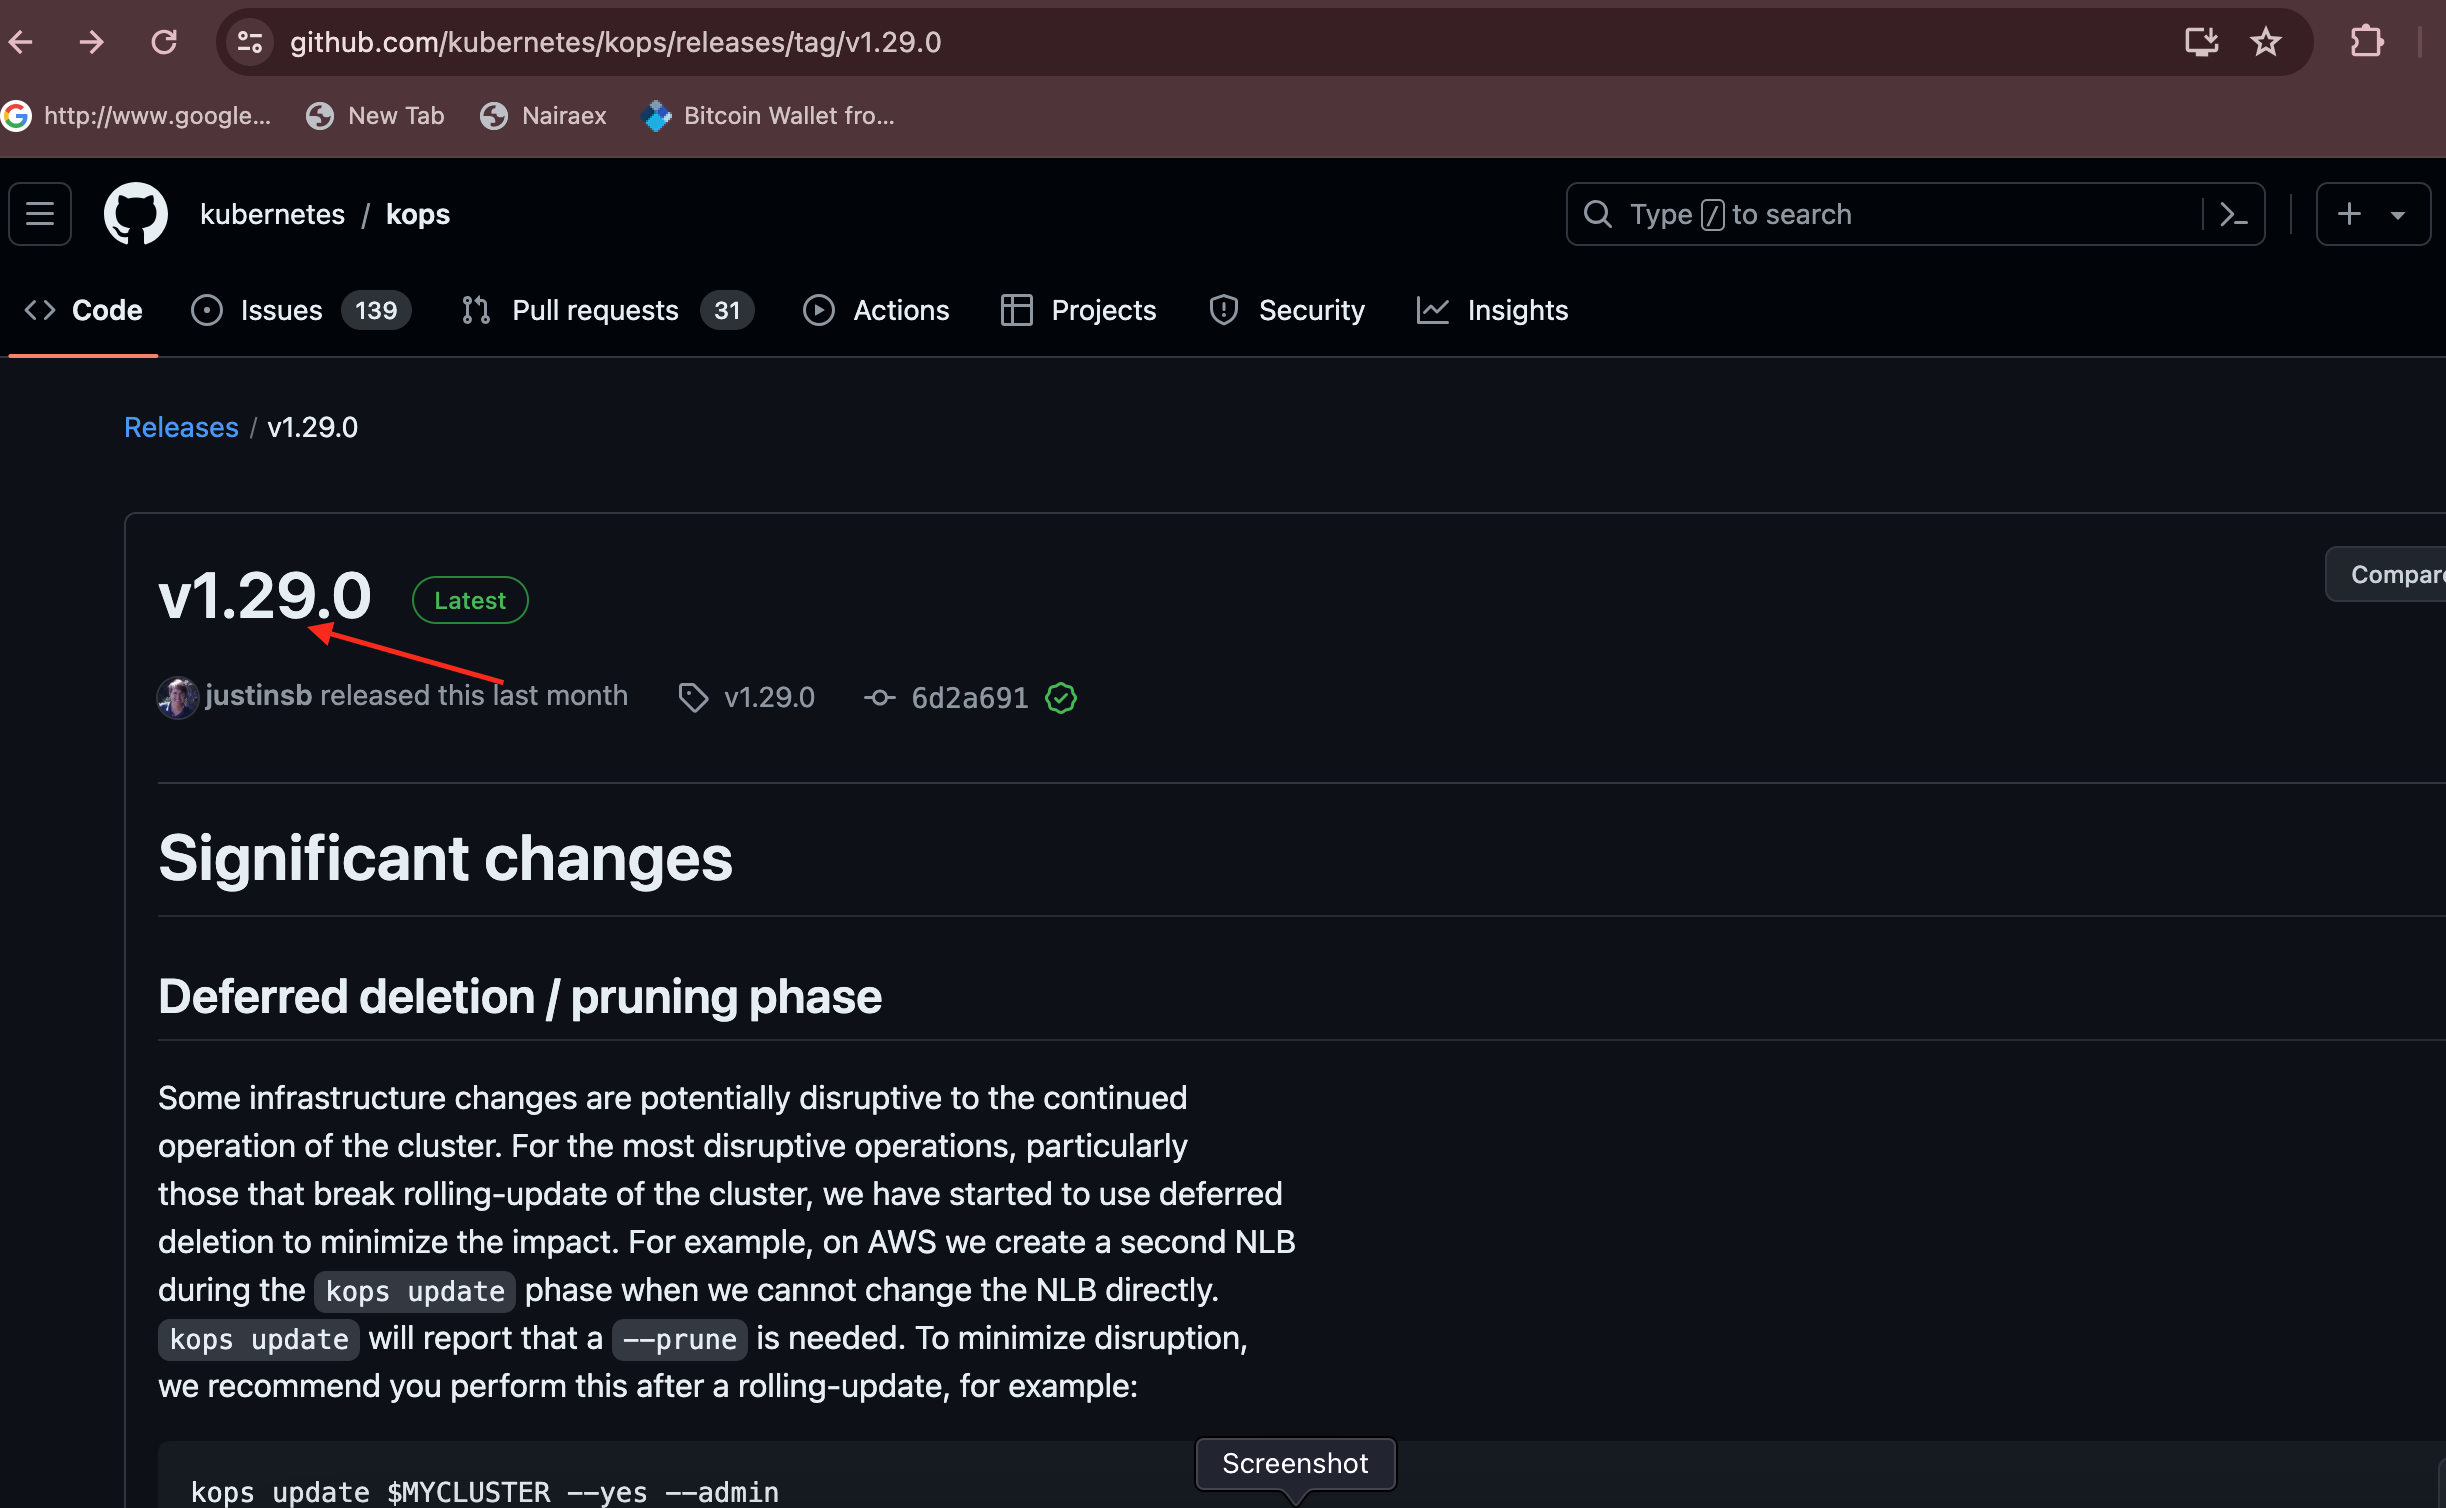 github.com/kubernetes/kops/releases/tag/v1.29.0
http://www.google... New Tab Nairaex Bitcoin Wallet fro...
kubernetes / kops Type / to search
Code Issues 139 Pull requests 31 Actions Projects Security Insights
Releases / v1.29.0
v1.29.0 Latest Compare
justinsb released this last month v1.29.0 6d2a691
Significant changes
Deferred deletion / pruning phase
Some infrastructure changes are potentially disruptive to the continued
operation of the cluster. For the most disruptive operations, particularly
those that break rolling-update of the cluster, we have started to use deferred
deletion to minimize the impact. For example, on AWS we create a second NLB
during the kops update phase when we cannot change the NLB directly.
kops update will report that a --prune is needed. To minimize disruption,
we recommend you perform this after a rolling-update, for example:
Screenshot
kops update $MYCLUSTER --yes --admin